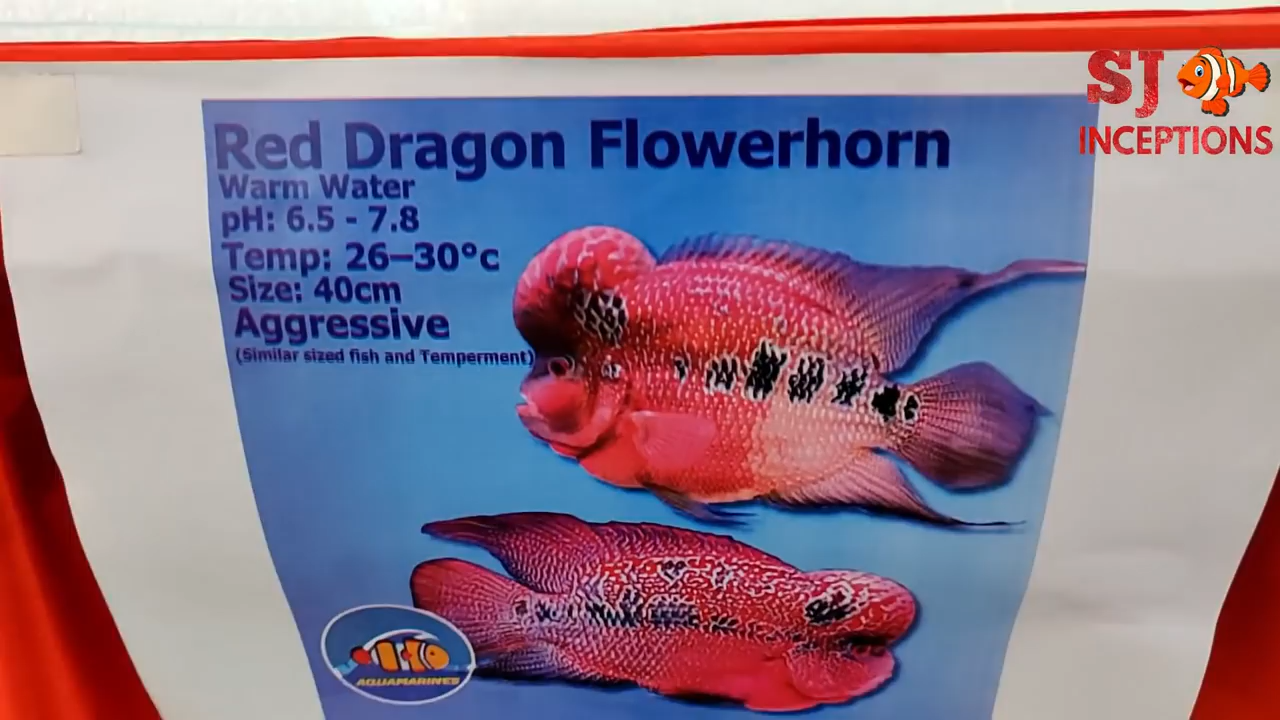 SJ
INCEPTIONS
Red Dragon Flowerhorn
Warm Water
pH: 6.5 - 7.8
Temp: 26–30°c
Size: 40cm
Aggressive
(Similar sized fish and Temperment)
AQUAMARINES